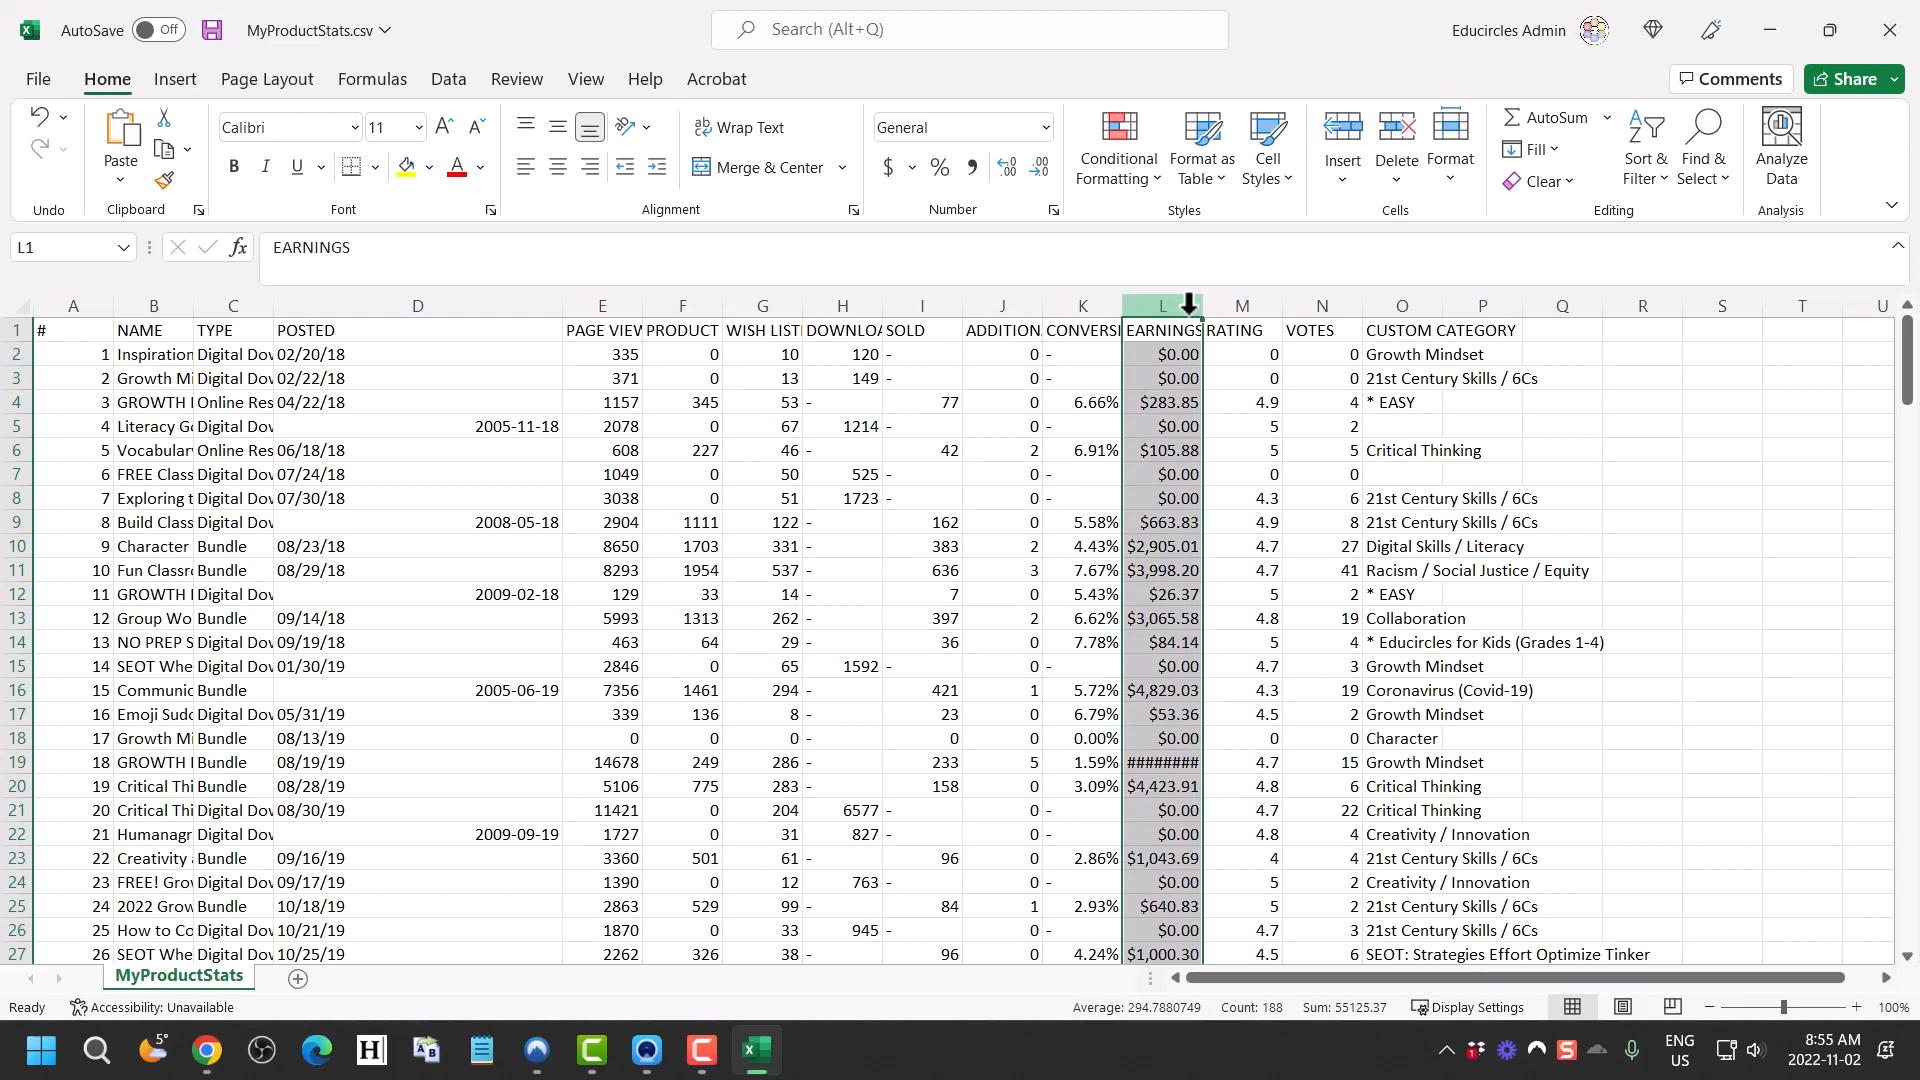 AutoSave Off MyProductStats.csv Search (Alt+Q) Educircles Admin
File Home Insert Page Layout Formulas Data Review View Help Acrobat Comments Share
Calibri 11 Wrap Text General AutoSum
Paste B I U Merge & Center $ % Conditional Formatting Format as Table Cell Styles Insert Delete Format Fill Clear Sort & Filter Find & Select Analyze Data
Undo Clipboard Font Alignment Number Styles Cells Editing Analysis
L1 fx EARNINGS
A B C D E F G H I J K L M N O P Q R S T U
1 # NAME TYPE POSTED PAGE VIEW PRODUCT WISH LISTI DOWNLOA SOLD ADDITION CONVERSI EARNINGS RATING VOTES CUSTOM CATEGORY
2 1 Inspiration Digital Dov 02/20/18 335 0 10 120 - 0 - $0.00 0 0 Growth Mindset
3 2 Growth Mi Digital Dov 02/22/18 371 0 13 149 - 0 - $0.00 0 0 21st Century Skills / 6Cs
4 3 GROWTH I Online Res 04/22/18 1157 345 53 - 77 0 6.66% $283.85 4.9 4 * EASY
5 4 Literacy Go Digital Dov 2005-11-18 2078 0 67 1214 - 0 - $0.00 5 2
6 5 Vocabular Online Res 06/18/18 608 227 46 - 42 2 6.91% $105.88 5 5 Critical Thinking
7 6 FREE Class Digital Dov 07/24/18 1049 0 50 525 - 0 - $0.00 0 0
8 7 Exploring t Digital Dov 07/30/18 3038 0 51 1723 - 0 - $0.00 4.3 6 21st Century Skills / 6Cs
9 8 Build Class Digital Dov 2008-05-18 2904 1111 122 - 162 0 5.58% $663.83 4.9 8 21st Century Skills / 6Cs
10 9 Character Bundle 08/23/18 8650 1703 331 - 383 2 4.43% $2,905.01 4.7 27 Digital Skills / Literacy
11 10 Fun Classr Bundle 08/29/18 8293 1954 537 - 636 3 7.67% $3,998.20 4.7 41 Racism / Social Justice / Equity
12 11 GROWTH I Digital Dov 2009-02-18 129 33 14 - 7 0 5.43% $26.37 5 2 * EASY
13 12 Group Wo Bundle 09/14/18 5993 1313 262 - 397 2 6.62% $3,065.58 4.8 19 Collaboration
14 13 NO PREP S Digital Dov 09/19/18 463 64 29 - 36 0 7.78% $84.14 5 4 * Educircles for Kids (Grades 1-4)
15 14 SEOT Whe Digital Dov 01/30/19 2846 0 65 1592 - 0 - $0.00 4.7 3 Growth Mindset
16 15 Communic Bundle 2005-06-19 7356 1461 294 - 421 1 5.72% $4,829.03 4.3 19 Coronavirus (Covid-19)
17 16 Emoji Sudo Digital Dov 05/31/19 339 136 8 - 23 0 6.79% $53.36 4.5 2 Growth Mindset
18 17 Growth Mi Bundle 08/13/19 0 0 0 - 0 0 0.00% $0.00 0 0 Character
19 18 GROWTH I Bundle 08/19/19 14678 249 286 - 233 5 1.59% ######## 4.7 15 Growth Mindset
20 19 Critical Thi Bundle 08/28/19 5106 775 283 - 158 0 3.09% $4,423.91 4.8 6 Critical Thinking
21 20 Critical Thi Digital Dov 08/30/19 11421 0 204 6577 - 0 - $0.00 4.7 22 Critical Thinking
22 21 Humanagr Digital Dov 2009-09-19 1727 0 31 827 - 0 - $0.00 4.8 4 Creativity / Innovation
23 22 Creativity Bundle 09/16/19 3360 501 61 - 96 0 2.86% $1,043.69 4 4 21st Century Skills / 6Cs
24 23 FREE! Grov Digital Dov 09/17/19 1390 0 12 763 - 0 - $0.00 5 2 Creativity / Innovation
25 24 2022 Grow Bundle 10/18/19 2863 529 99 - 84 1 2.93% $640.83 5 2 21st Century Skills / 6Cs
26 25 How to Co Digital Dov 10/21/19 1870 0 33 945 - 0 - $0.00 4.7 3 21st Century Skills / 6Cs
27 26 SEOT Whe Digital Dov 10/25/19 2262 326 38 - 96 0 4.24% $1,000.30 4.5 6 SEOT: Strategies Effort Optimize Tinker
MyProductStats
Ready Accessibility: Unavailable Average: 294.7880749 Count: 188 Sum: 55125.37 Display Settings 100%
5° ENG US 8:55 AM 2022-11-02